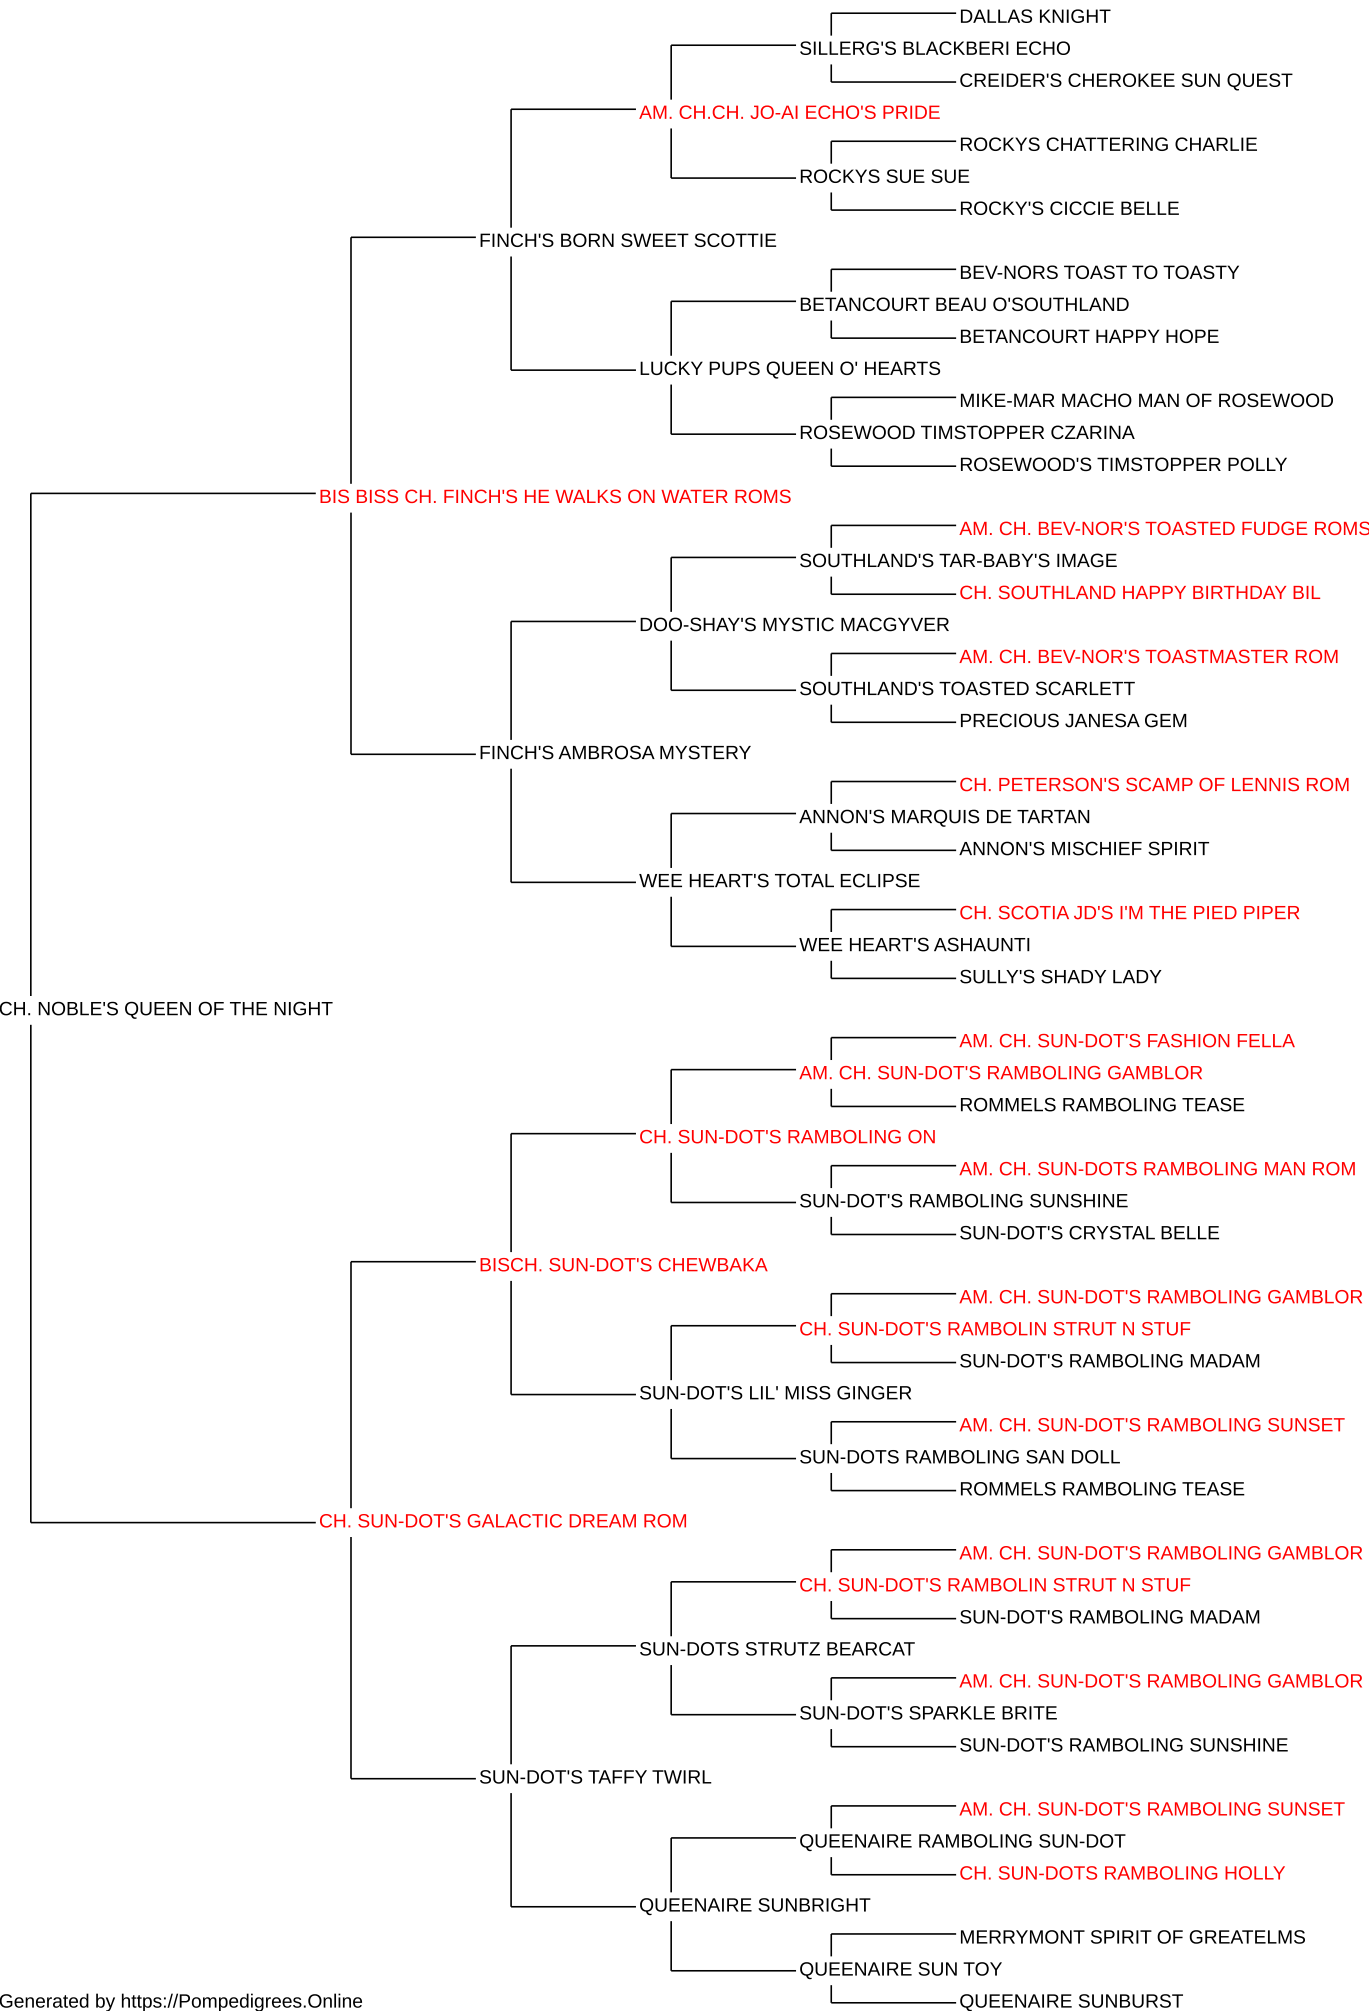 DALLAS KNIGHT
SILLERG'S BLACKBERI ECHO
CREIDER'S CHEROKEE SUN QUEST
AM. CH.CH. JO-AI ECHO'S PRIDE
ROCKYS CHATTERING CHARLIE
ROCKYS SUE SUE
ROCKY'S CICCIE BELLE
FINCH'S BORN SWEET SCOTTIE
BEV-NORS TOAST TO TOASTY
BETANCOURT BEAU O'SOUTHLAND
BETANCOURT HAPPY HOPE
LUCKY PUPS QUEEN O' HEARTS
MIKE-MAR MACHO MAN OF ROSEWOOD
ROSEWOOD TIMSTOPPER CZARINA
ROSEWOOD'S TIMSTOPPER POLLY
BIS BISS CH. FINCH'S HE WALKS ON WATER ROMS
AM. CH. BEV-NOR'S TOASTED FUDGE ROMS
SOUTHLAND'S TAR-BABY'S IMAGE
CH. SOUTHLAND HAPPY BIRTHDAY BIL
DOO-SHAY'S MYSTIC MACGYVER
AM. CH. BEV-NOR'S TOASTMASTER ROM
SOUTHLAND'S TOASTED SCARLETT
PRECIOUS JANESA GEM
FINCH'S AMBROSA MYSTERY
CH. PETERSON'S SCAMP OF LENNIS ROM
ANNON'S MARQUIS DE TARTAN
ANNON'S MISCHIEF SPIRIT
WEE HEART'S TOTAL ECLIPSE
CH. SCOTIA JD'S I'M THE PIED PIPER
WEE HEART'S ASHAUNTI
SULLY'S SHADY LADY
CH. NOBLE'S QUEEN OF THE NIGHT
AM. CH. SUN-DOT'S FASHION FELLA
AM. CH. SUN-DOT'S RAMBOLING GAMBLOR
ROMMELS RAMBOLING TEASE
CH. SUN-DOT'S RAMBOLING ON
AM. CH. SUN-DOTS RAMBOLING MAN ROM
SUN-DOT'S RAMBOLING SUNSHINE
SUN-DOT'S CRYSTAL BELLE
BISCH. SUN-DOT'S CHEWBAKA
AM. CH. SUN-DOT'S RAMBOLING GAMBLOR
CH. SUN-DOT'S RAMBOLIN STRUT N STUF
SUN-DOT'S RAMBOLING MADAM
SUN-DOT'S LIL' MISS GINGER
AM. CH. SUN-DOT'S RAMBOLING SUNSET
SUN-DOTS RAMBOLING SAN DOLL
ROMMELS RAMBOLING TEASE
CH. SUN-DOT'S GALACTIC DREAM ROM
AM. CH. SUN-DOT'S RAMBOLING GAMBLOR
CH. SUN-DOT'S RAMBOLIN STRUT N STUF
SUN-DOT'S RAMBOLING MADAM
SUN-DOTS STRUTZ BEARCAT
AM. CH. SUN-DOT'S RAMBOLING GAMBLOR
SUN-DOT'S SPARKLE BRITE
SUN-DOT'S RAMBOLING SUNSHINE
SUN-DOT'S TAFFY TWIRL
AM. CH. SUN-DOT'S RAMBOLING SUNSET
QUEENAIRE RAMBOLING SUN-DOT
CH. SUN-DOTS RAMBOLING HOLLY
QUEENAIRE SUNBRIGHT
MERRYMONT SPIRIT OF GREATELMS
QUEENAIRE SUN TOY
QUEENAIRE SUNBURST
Generated by https://Pompedigrees.Online